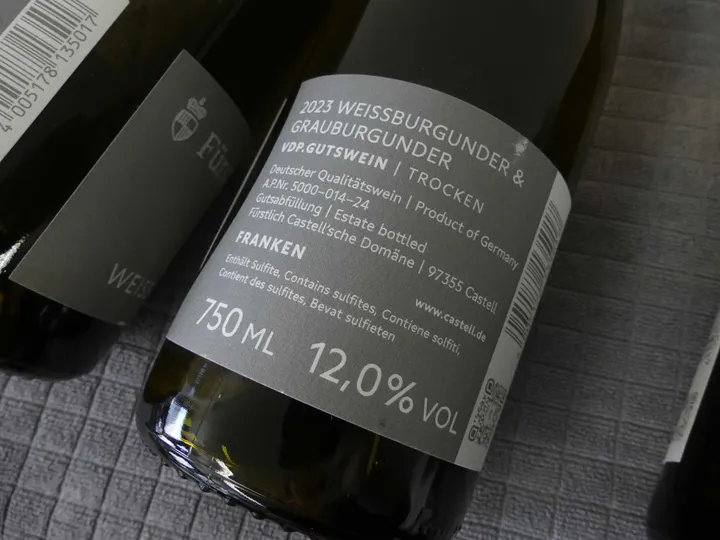 4005178135017
Für
WEISS
2023 WEISSBURGUNDER &
GRAUBURGUNDER
VDP.GUTSWEIN | TROCKEN
Deutscher Qualitätswein | Product of Germany
A.P.Nr. 5000-014-24
Gutsabfüllung | Estate bottled
Fürstlich Castell'sche Domäne | 97355 Castell
FRANKEN
www.castell.de
Enthält Sulfite, Contains sulfites, Contiene solfiti,
Contient des sulfites, Bevat sulfieten
750 ML
12,0% VOL